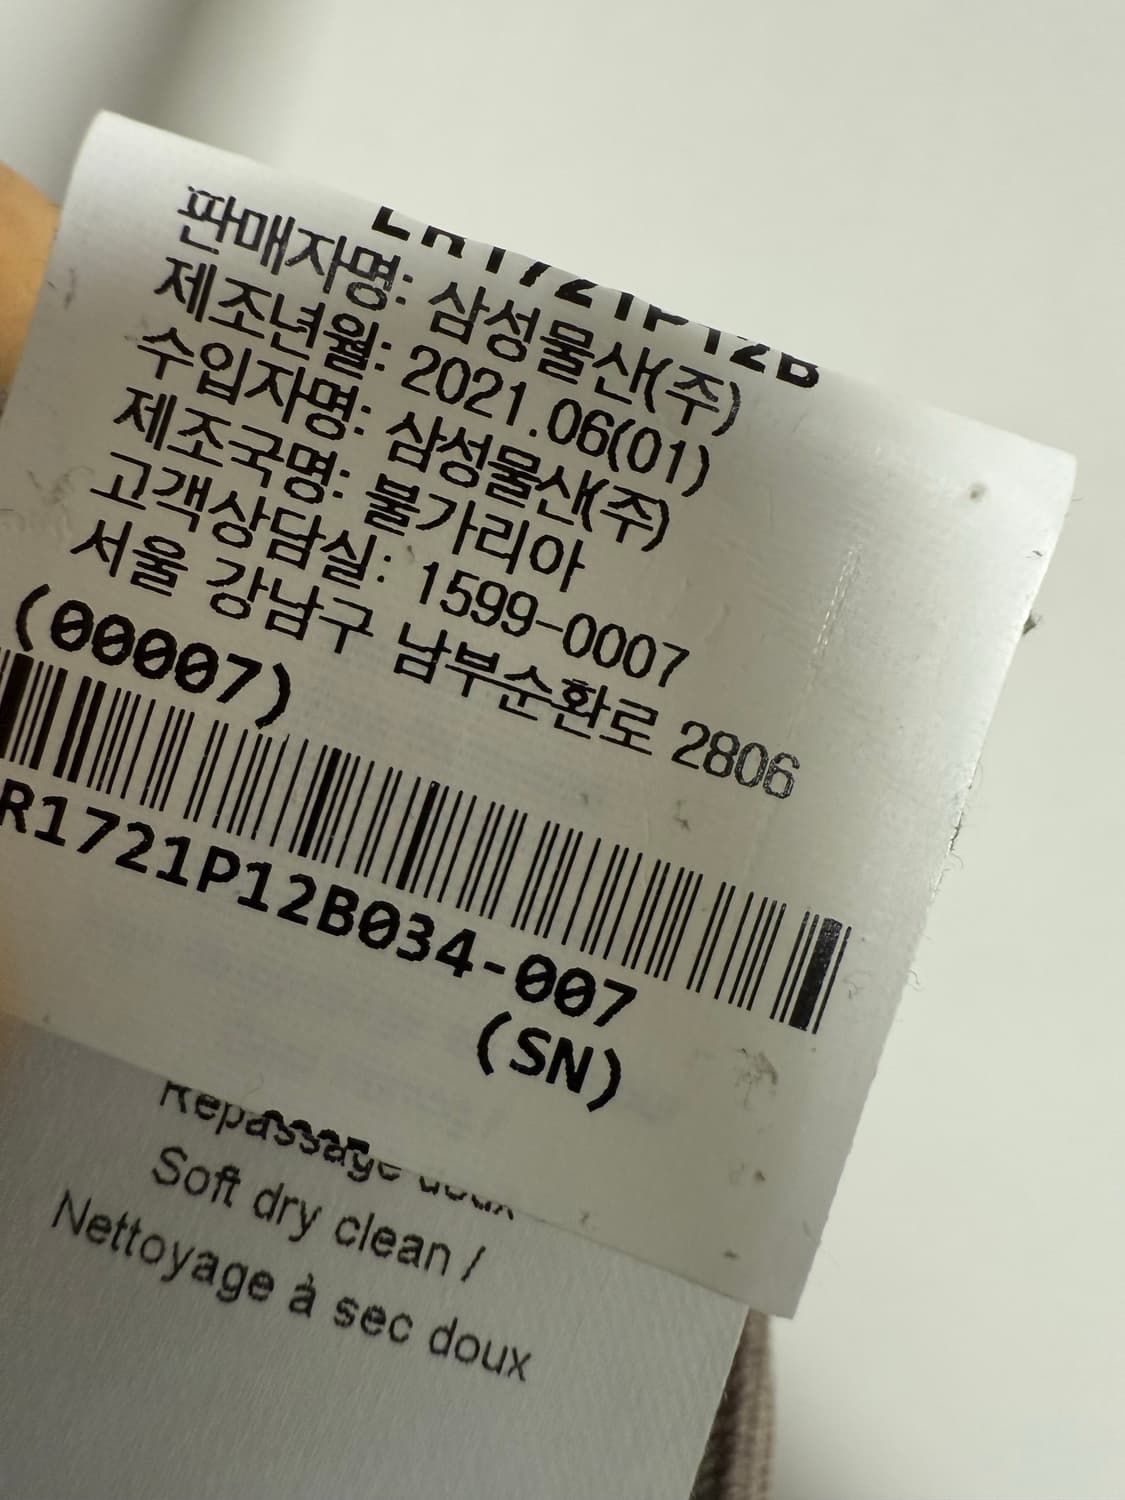 1721P12B
판매자명: 삼성물산(주)
제조년월: 2021.06(01)
수입자명: 삼성물산(주)
제조국명: 불가리아
고객상담실: 1599-0007
서울 강남구 남부순환로 2806
(00007)
R1721P12B034-007
(SN)
Repassage doux
Soft dry clean /
Nettoyage à sec doux